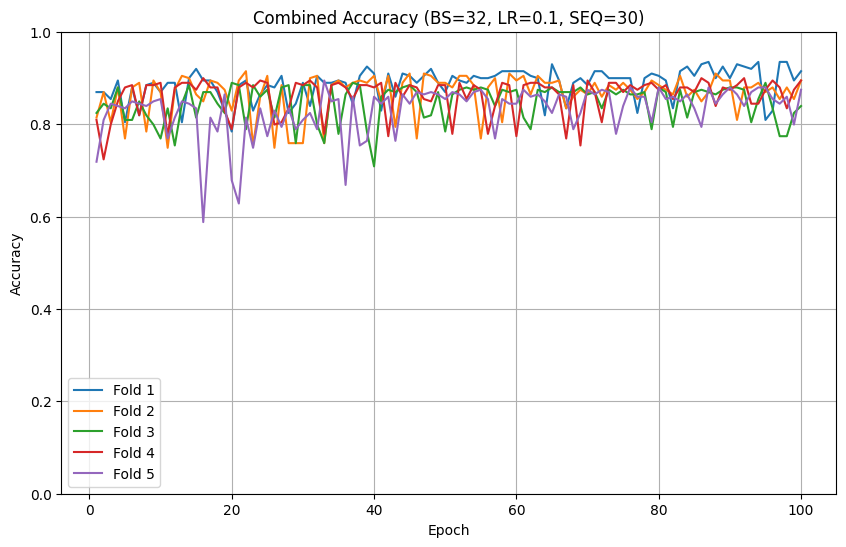 Combined Accuracy (BS=32, LR=0.1, SEQ=30)
Accuracy
1.0
0.8
0.6
0.4
0.2
0.0
Fold 1
Fold 2
Fold 3
Fold 4
Fold 5
0 20 40 60 80 100
Epoch